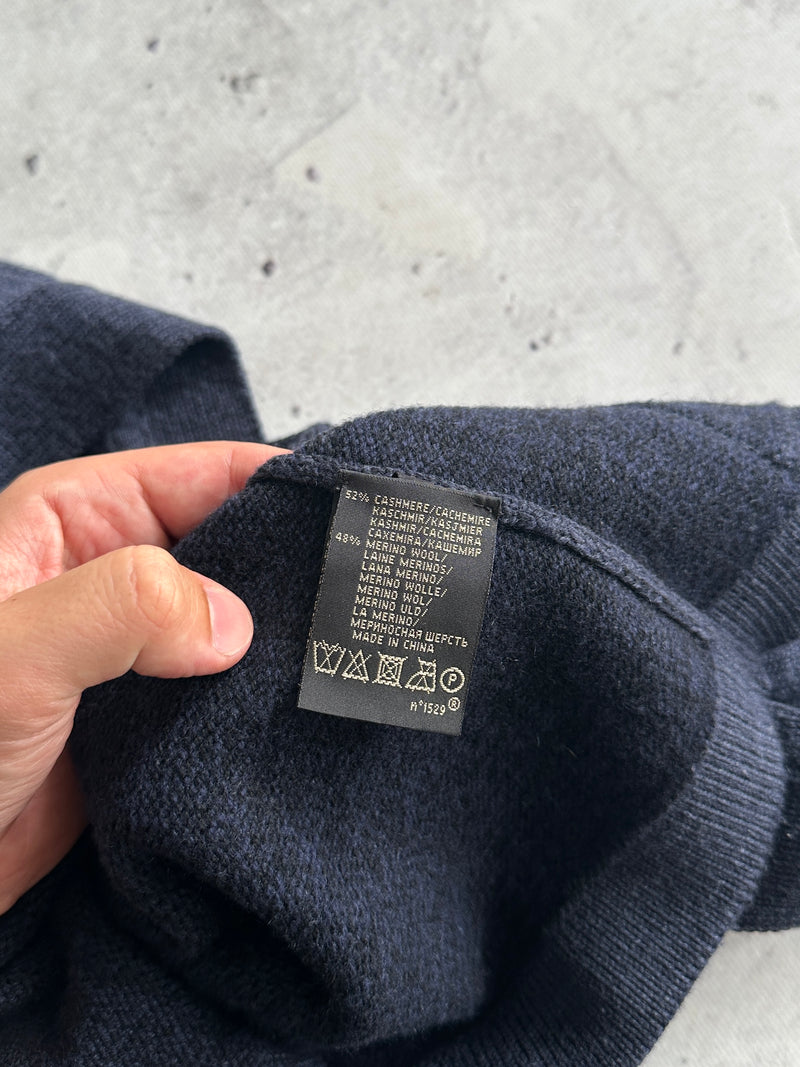 52% CASHMERE/CACHEMIRE
KASCHMIR/KASJMIER
KASHMIR/CACHEMIRA
CAXEMIRA/КАШЕМИР
48% MERINO WOOL/
LAINE MERINOS/
LANA MERINO/
MERINO WOLLE/
MERINO WOL/
MERINO ULD/
LA MERINO/
МЕРИНОСНАЯ ШЕРСТЬ
MADE IN CHINA
P
N°1529 ®